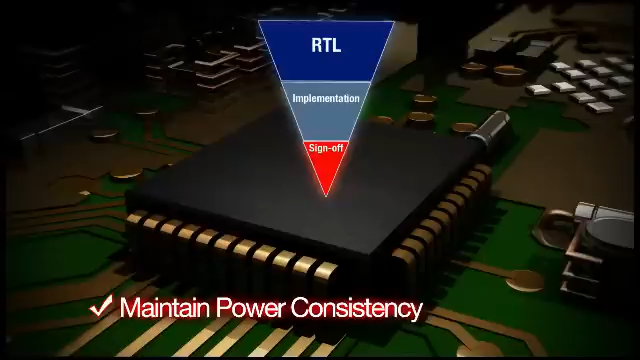 RTL
Implementation
Sign-off
Maintain Power Consistency